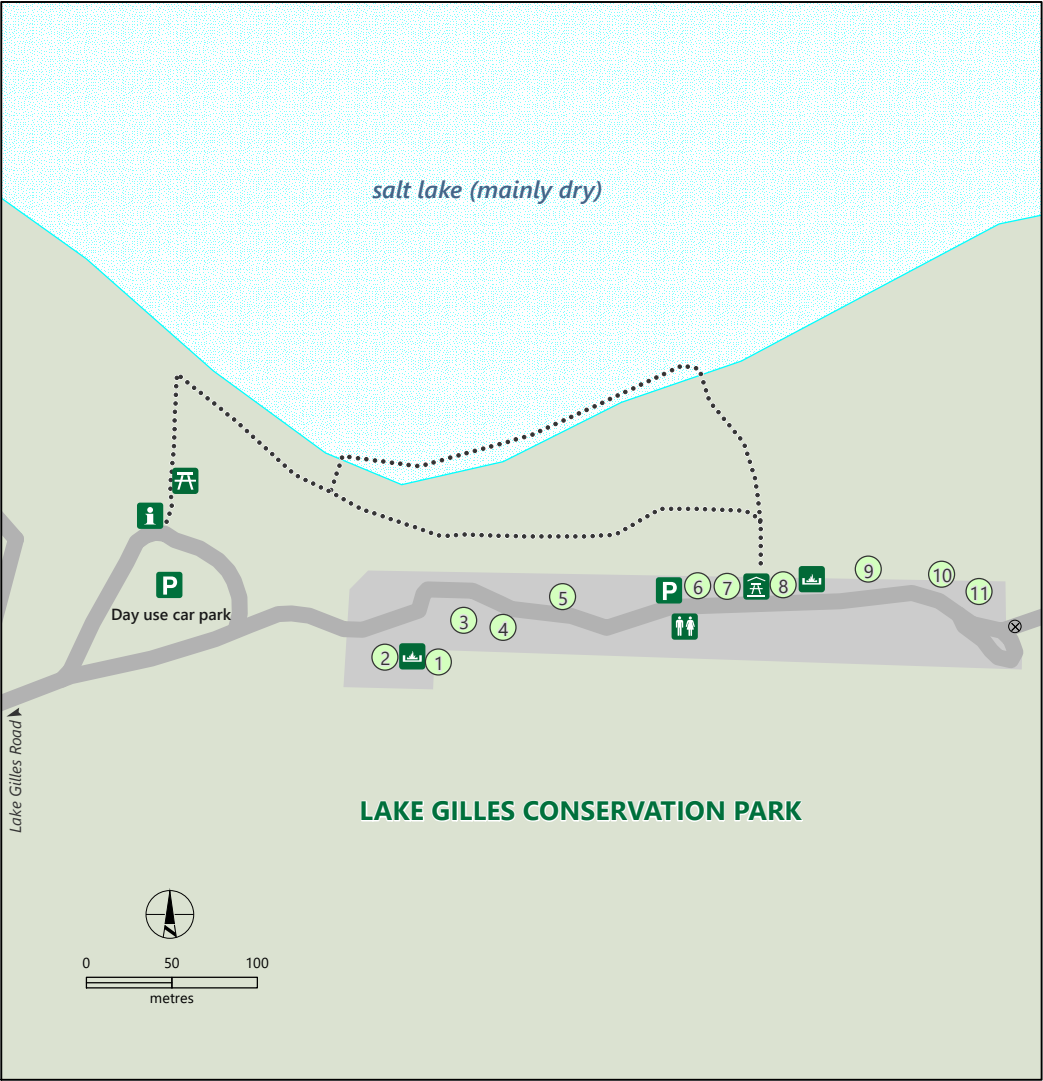 salt lake (mainly dry)
i
P
Day use car park
P
6
7
8
9
10
11
5
3
4
2
1
Lake Gilles Road
LAKE GILLES CONSERVATION PARK
0 50 100
metres